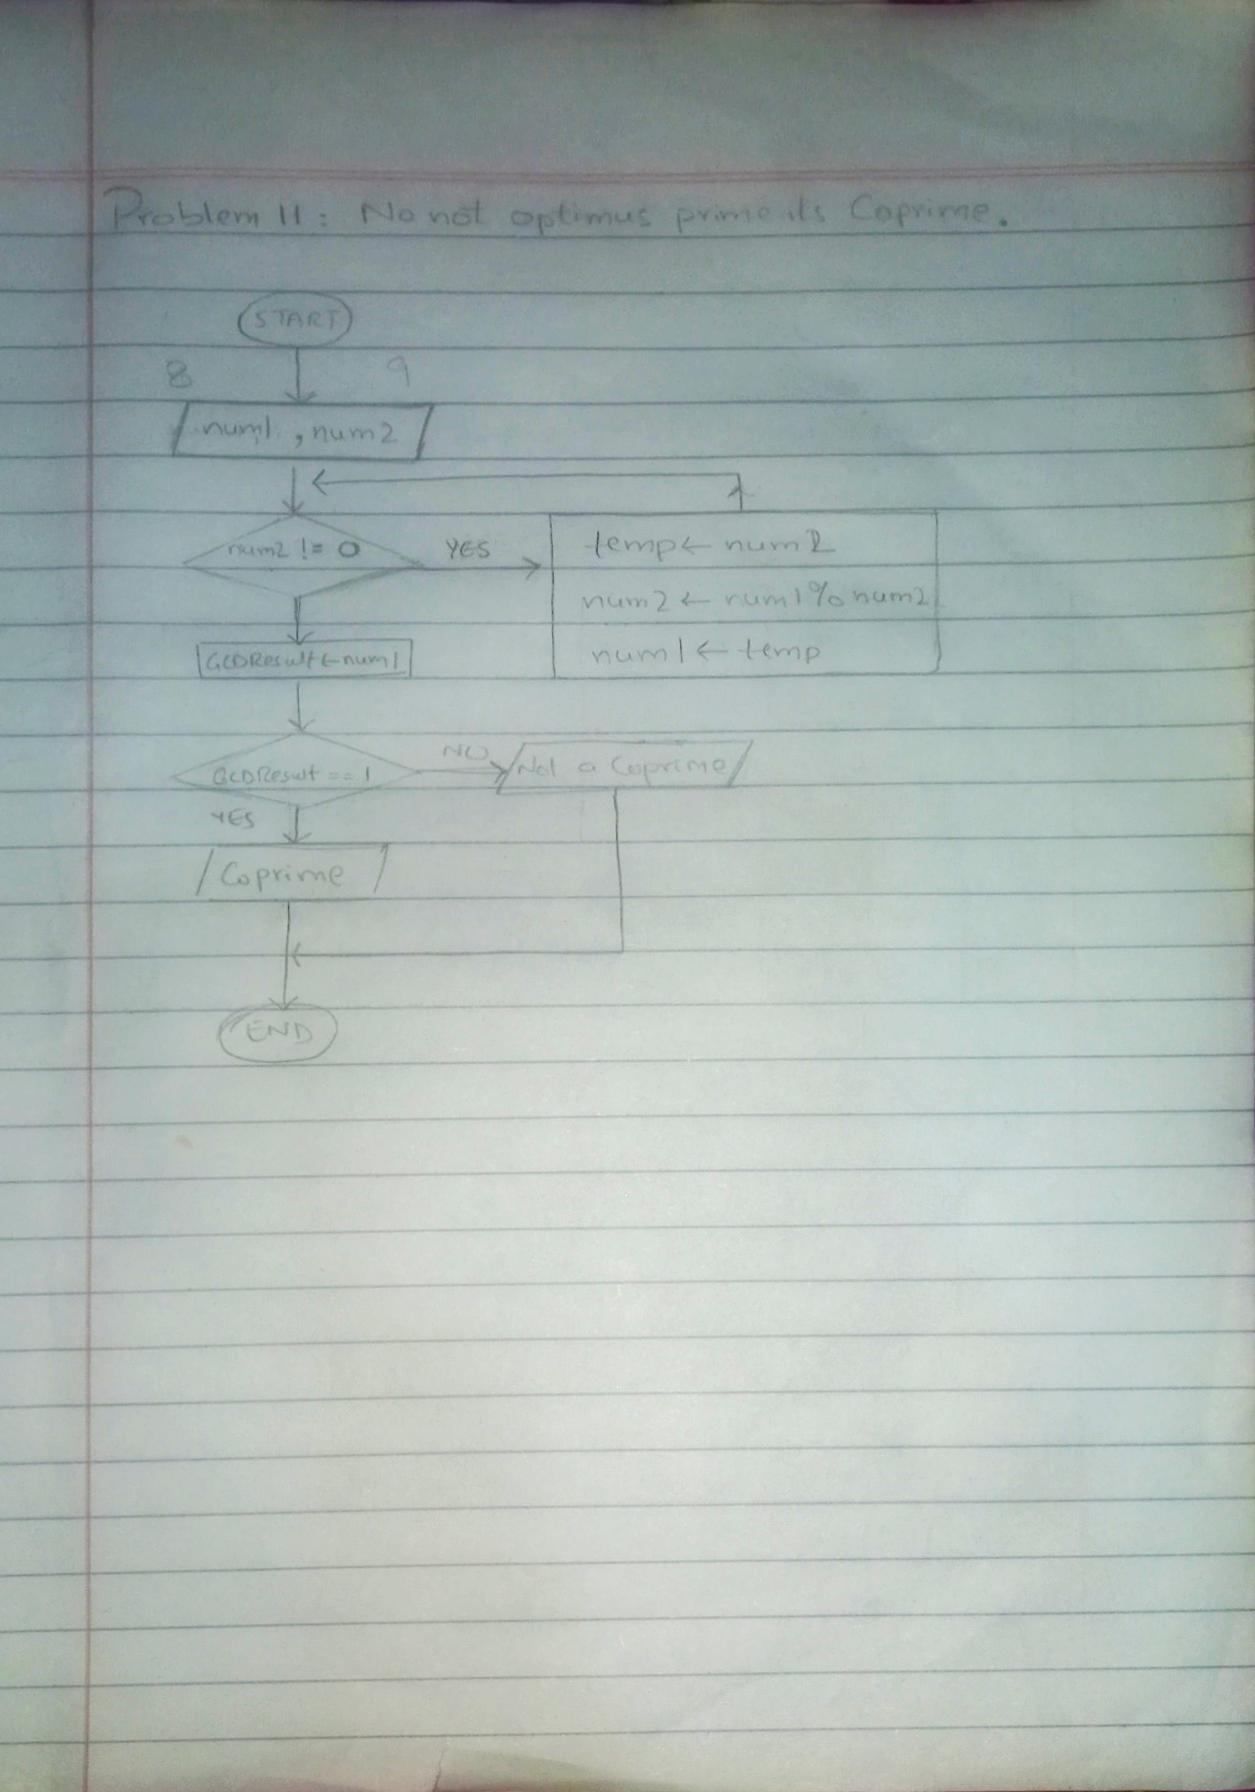 Problem 11: No not optimus prime its Coprime.
START
8 9
num1 , num2
num2 != 0
YES
temp ← num2
num2 ← num1 % num2
num1 ← temp
GCDResult ← num1
GCDResult == 1
NO
Not a Coprime
YES
Coprime
END